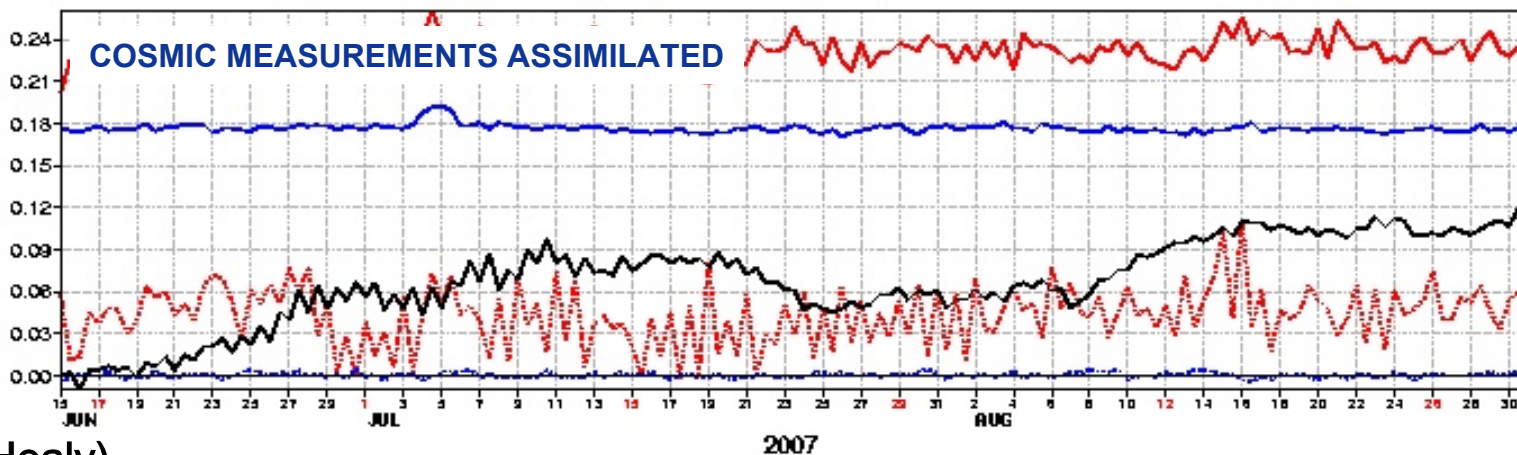 COSMIC MEASUREMENTS ASSIMILATED
0.24
0.21
0.18
0.15
0.12
0.09
0.06
0.03
0.00
15 17 19 21 23 25 27 29 1 3 5 7 9 11 13 15 17 19 21 23 25 27 29 31 2 4 6 8 10 12 14 16 18 20 22 24 26 28 30
JUN JUL AUG
2007
Healy)